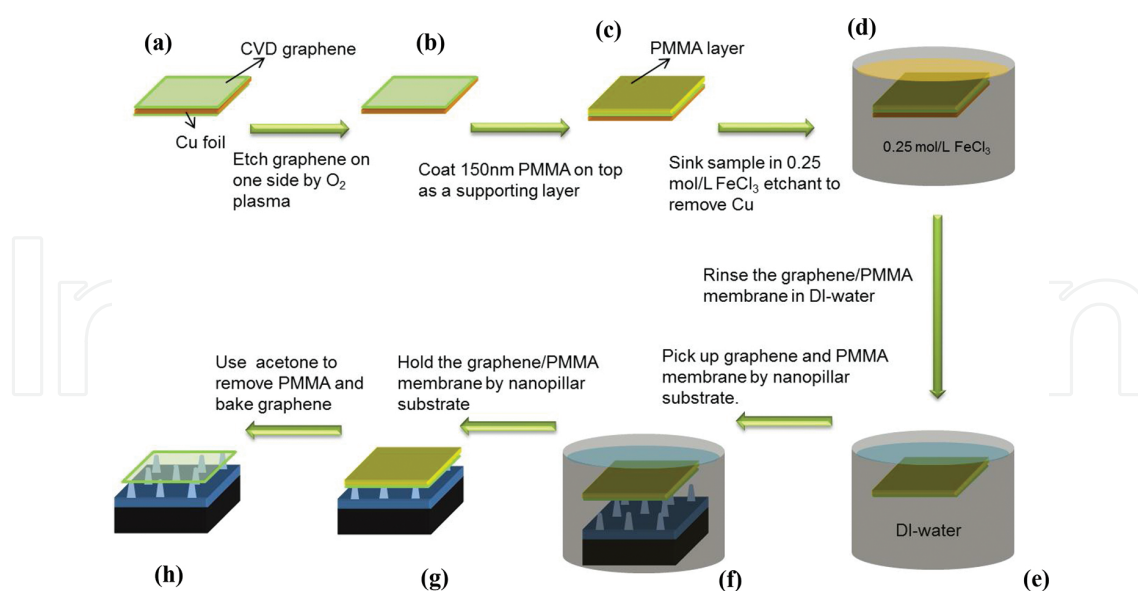 (a)
CVD graphene
Cu foil
Etch graphene on
one side by O₂
plasma
(b)
Coat 150nm PMMA on top
as a supporting layer
(c)
PMMA layer
Sink sample in 0.25
mol/L FeCl₃ etchant to
remove Cu
(d)
0.25 mol/L FeCl₃
Rinse the graphene/PMMA
membrane in DI-water
DI-water
(e)
Pick up graphene and PMMA
membrane by nanopillar
substrate.
(f)
Hold the graphene/PMMA
membrane by nanopillar
substrate
(g)
Use acetone to
remove PMMA and
bake graphene
(h)